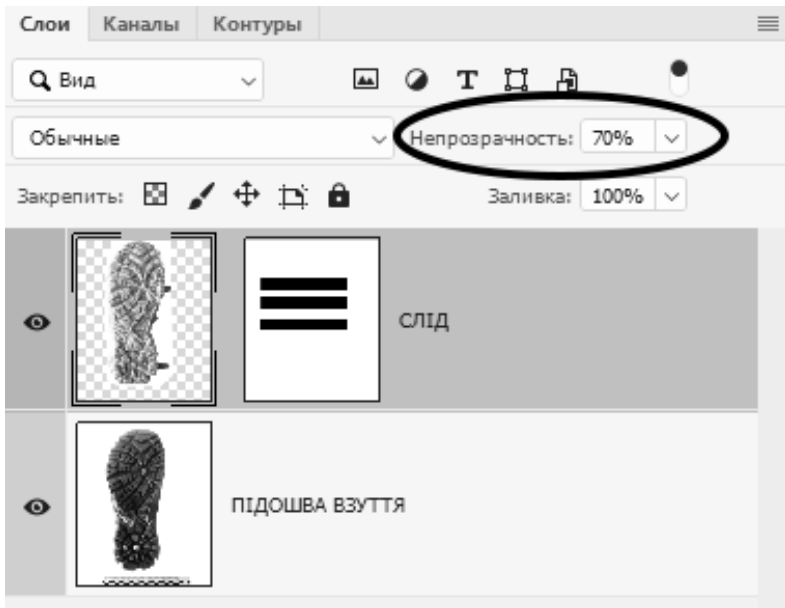 Слои Каналы Контуры
Вид
Обычные Непрозрачность: 70%
Закрепить: Заливка: 100%
СЛІД
ПІДОШВА ВЗУТТЯ